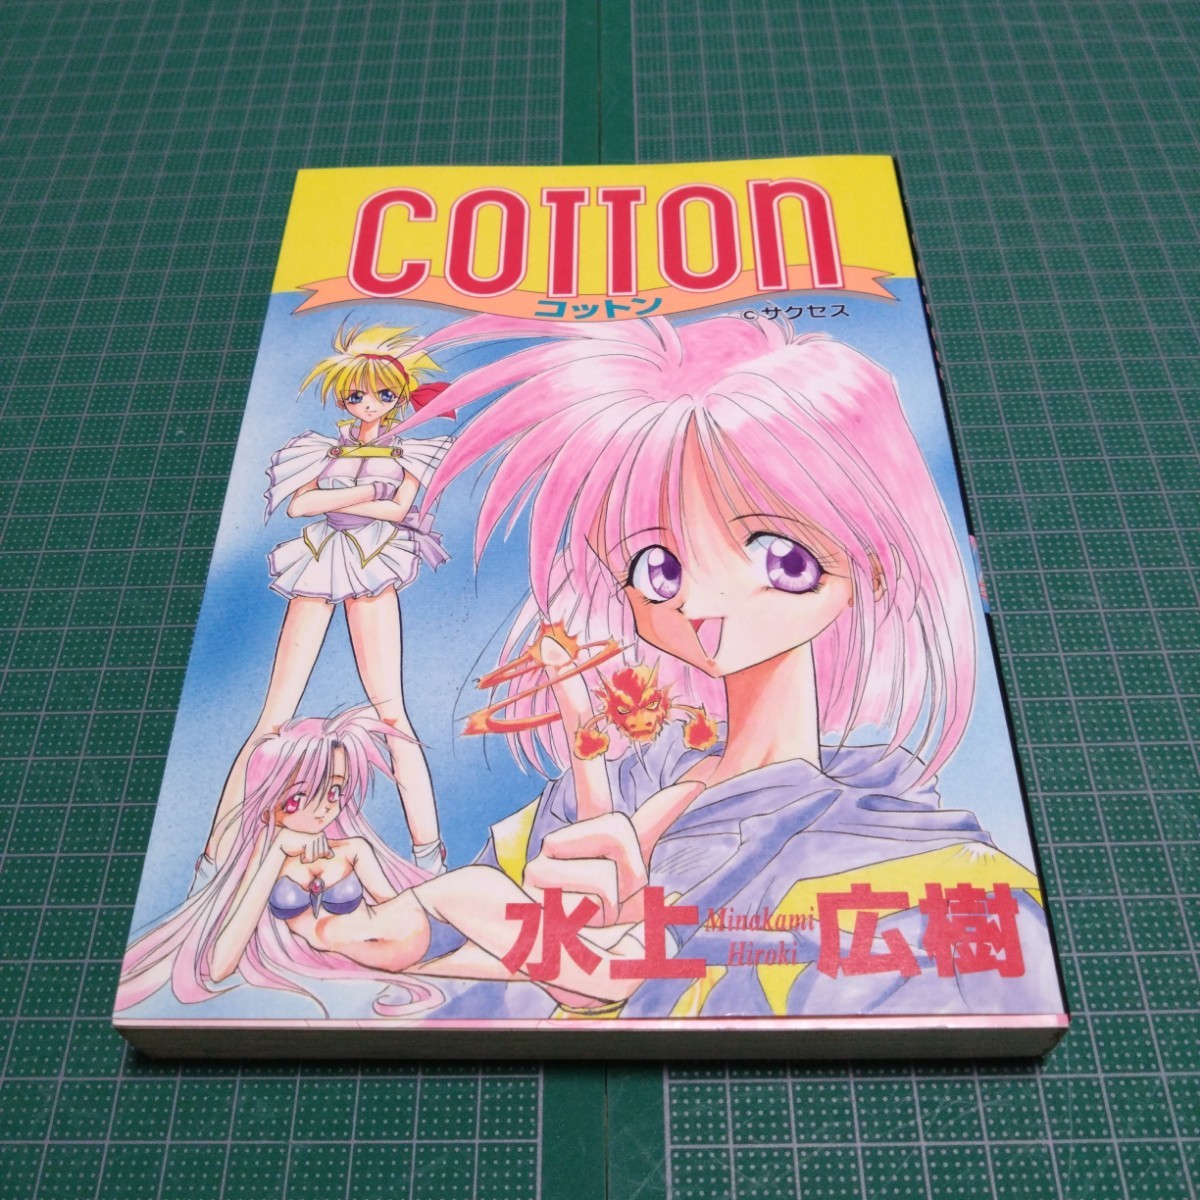 COTTON
コットン
©サクセス
水上広樹
Minakami
Hiroki